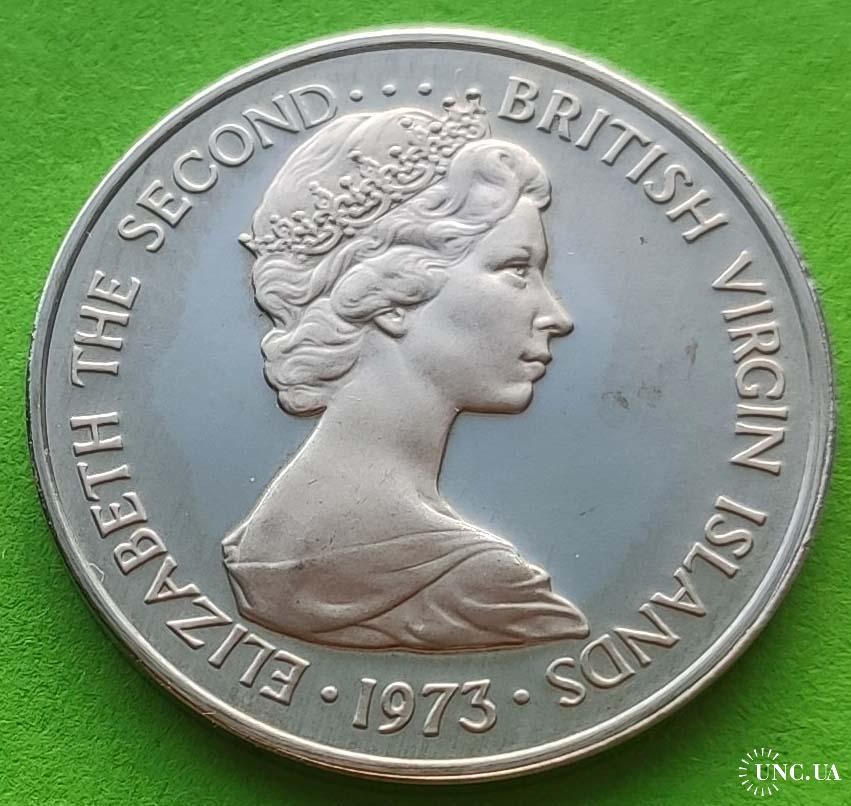 ELIZABETH THE SECOND · · · · BRITISH VIRGIN ISLANDS
· 1973 ·
UNC.UA